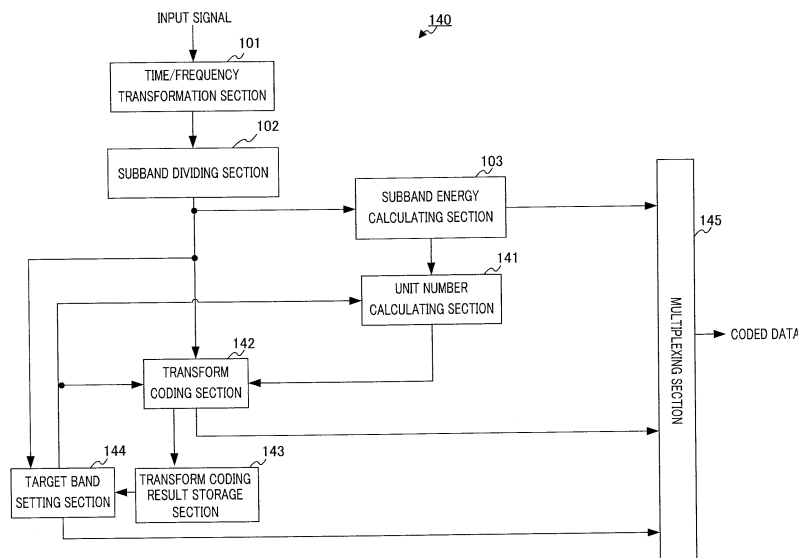 INPUT SIGNAL
140
101
TIME/FREQUENCY
TRANSFORMATION SECTION
102
SUBBAND DIVIDING SECTION
103
SUBBAND ENERGY
CALCULATING SECTION
145
141
UNIT NUMBER
CALCULATING SECTION
MULTIPLEXING SECTION
CODED DATA
142
TRANSFORM
CODING SECTION
144
TARGET BAND
SETTING SECTION
143
TRANSFORM CODING
RESULT STORAGE
SECTION